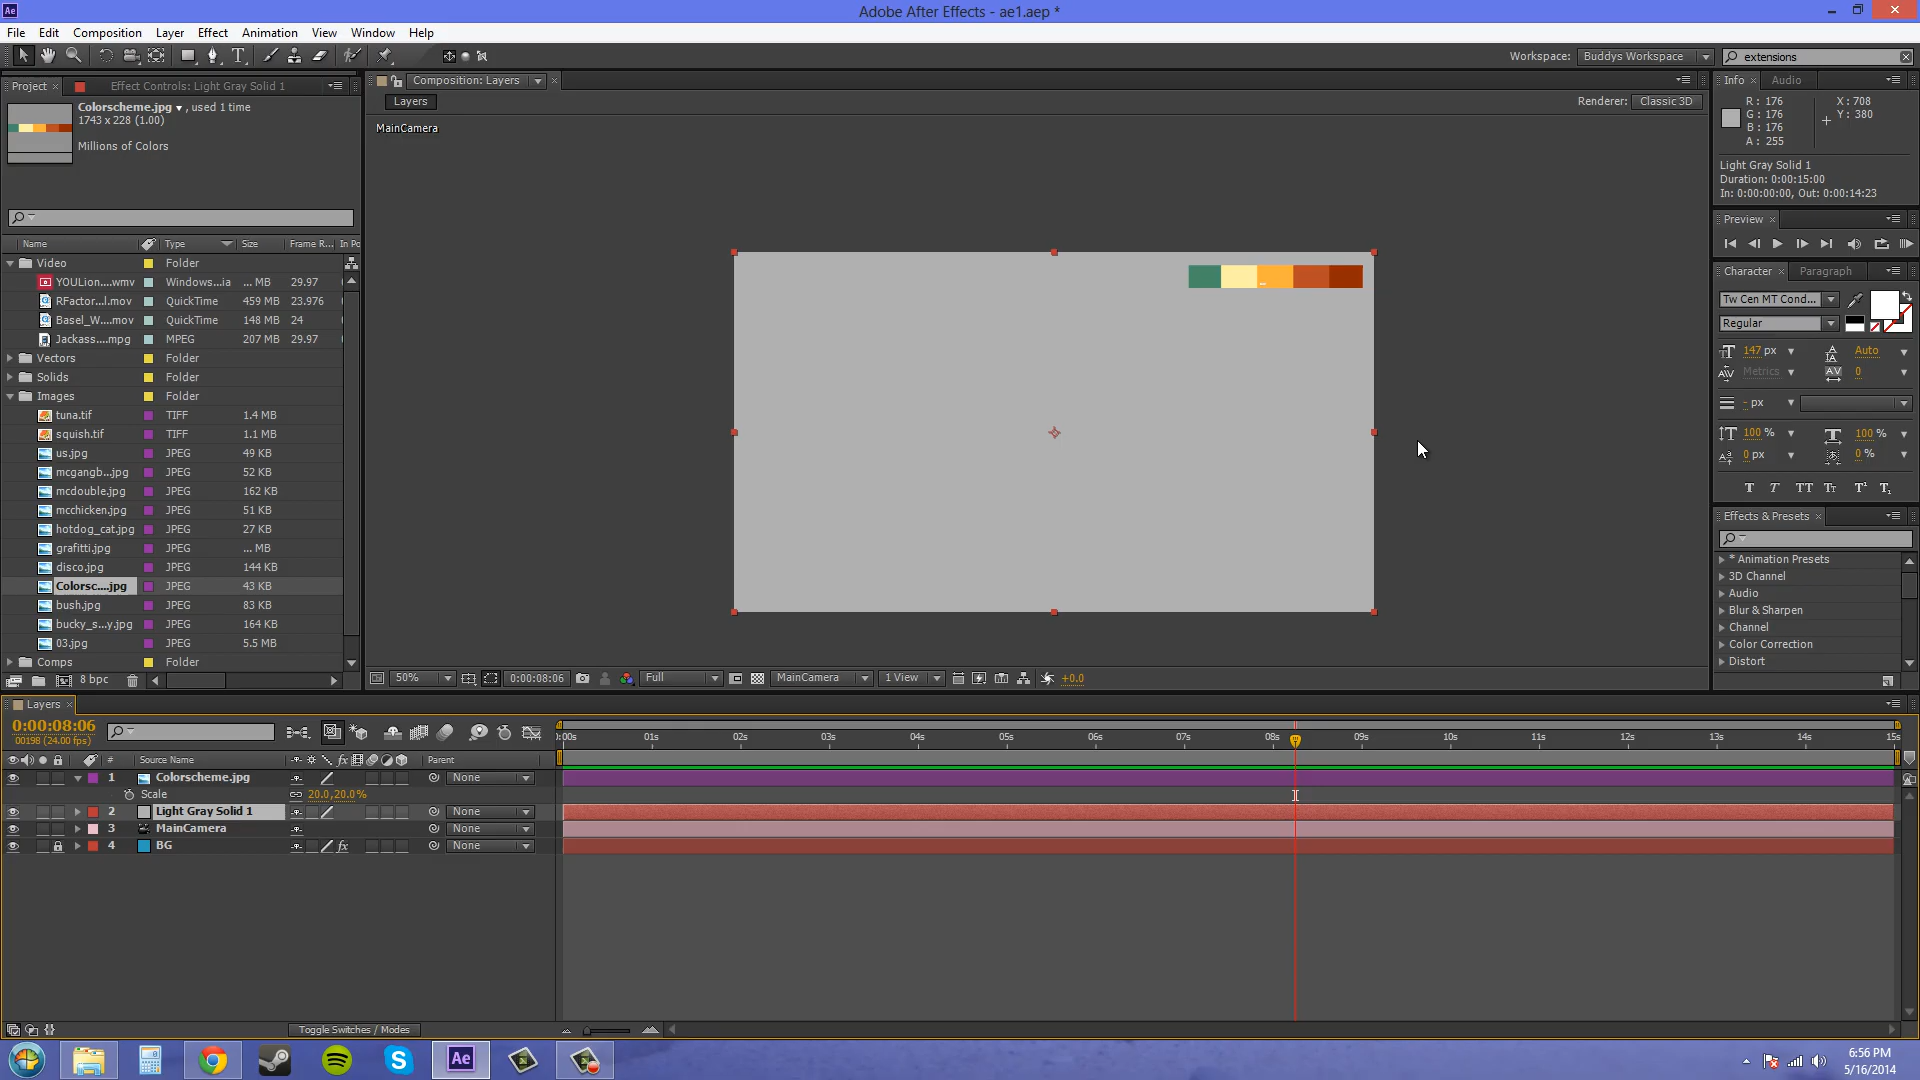 Ae
Adobe After Effects - ae1.aep *
File Edit Composition Layer Effect Animation View Window Help
Workspace: Buddys Workspace
extensions
Project
Effect Controls: Light Gray Solid 1
Colorscheme.jpg , used 1 time
1743 x 228 (1.00)
Millions of Colors
Name Type Size Frame R... In Po
Video Folder
YOULion....wmv Windows...ia ... MB 29.97
RFactor...l.mov QuickTime 459 MB 23.976
Basel_W....mov QuickTime 148 MB 24
Jackass....mpg MPEG 207 MB 29.97
Vectors Folder
Solids Folder
Images Folder
tuna.tif TIFF 1.4 MB
squish.tif TIFF 1.1 MB
us.jpg JPEG 49 KB
mcgangb...jpg JPEG 52 KB
mcdouble.jpg JPEG 162 KB
mcchicken.jpg JPEG 51 KB
hotdog_cat.jpg JPEG 27 KB
grafitti.jpg JPEG ... MB
disco.jpg JPEG 144 KB
Colorsc....jpg JPEG 43 KB
bush.jpg JPEG 83 KB
bucky_s...y.jpg JPEG 164 KB
03.jpg JPEG 5.5 MB
Comps Folder
8 bpc
Composition: Layers
Layers
Renderer: Classic 3D
MainCamera
50% 0:00:08:06 Full MainCamera 1 View +0.0
Info Audio
R : 176 X : 708
G : 176 Y : 380
B : 176
A : 255
Light Gray Solid 1
Duration: 0:00:15:00
In: 0:00:00:00, Out: 0:00:14:23
Preview
Character Paragraph
Tw Cen MT Cond...
Regular
147 px Auto
Metrics 0
- px
100 % 100 %
0 px 0 %
T T TT Tt T¹ T₁
Effects & Presets
* Animation Presets
3D Channel
Audio
Blur & Sharpen
Channel
Color Correction
Distort
Layers
0:00:08:06
00198 (24.00 fps)
):00s 01s 02s 03s 04s 05s 06s 07s 08s 09s 10s 11s 12s 13s 14s 15s
# Source Name Parent
1 Colorscheme.jpg None
Scale 20.0,20.0%
2 Light Gray Solid 1 None
3 MainCamera None
4 BG fx None
Toggle Switches / Modes
Ae
6:56 PM
5/16/2014